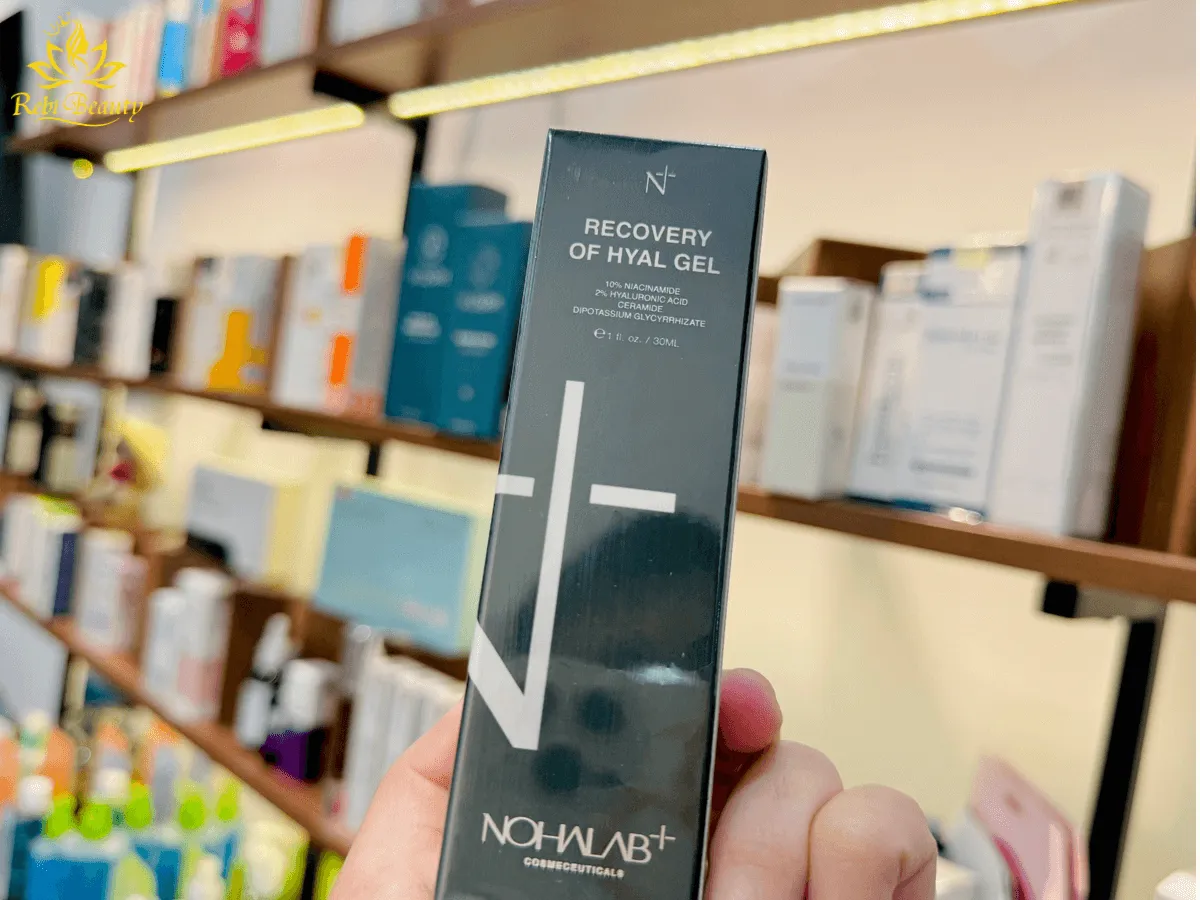 Rebi Beauty
N+
RECOVERY
OF HYAL GEL
10% NIACINAMIDE
2% HYALURONIC ACID
CERAMIDE
DIPOTASSIUM GLYCYRRHIZATE
℮ 1 fl. oz. / 30ML
N+
NOHALAB+
COSMECEUTICALS